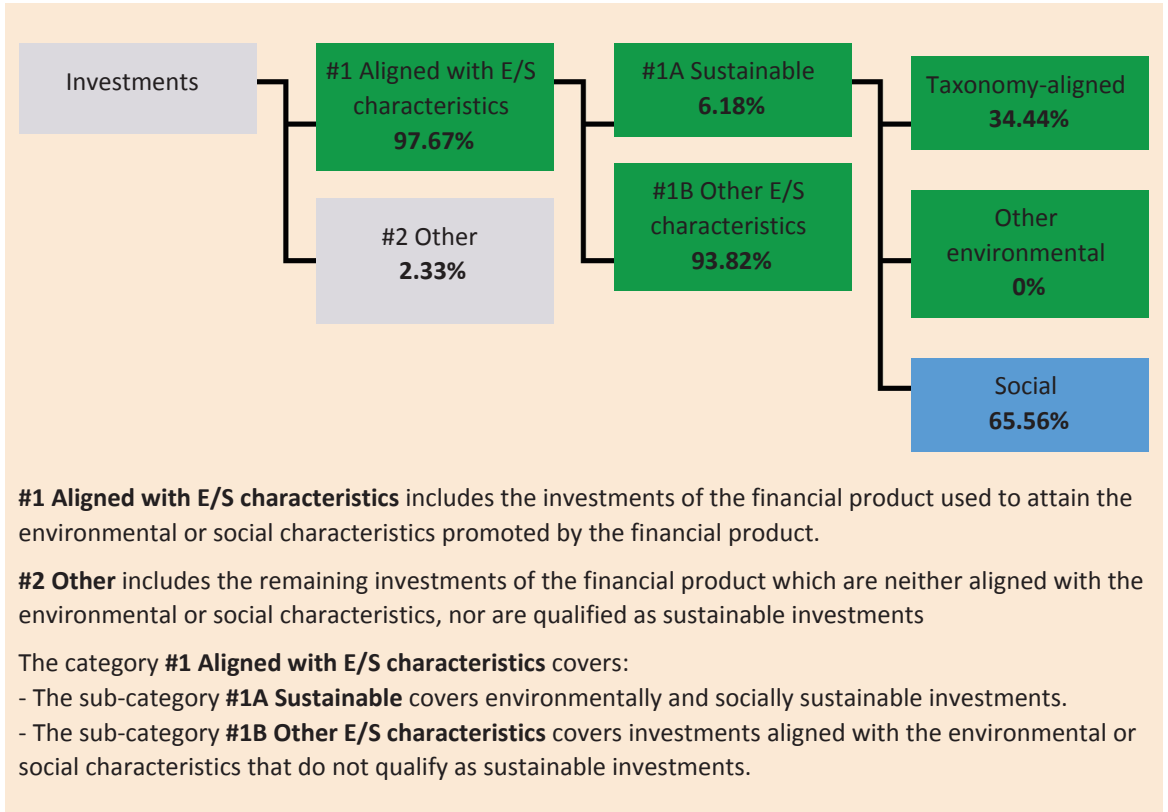 Investments
#1 Aligned with E/S
characteristics
97.67%
#2 Other
2.33%
#1A Sustainable
6.18%
#1B Other E/S
characteristics
93.82%
Taxonomy-aligned
34.44%
Other
environmental
0%
Social
65.56%
#1 Aligned with E/S characteristics includes the investments of the financial product used to attain the
environmental or social characteristics promoted by the financial product.
#2 Other includes the remaining investments of the financial product which are neither aligned with the
environmental or social characteristics, nor are qualified as sustainable investments
The category #1 Aligned with E/S characteristics covers:
- The sub-category #1A Sustainable covers environmentally and socially sustainable investments.
- The sub-category #1B Other E/S characteristics covers investments aligned with the environmental or
social characteristics that do not qualify as sustainable investments.